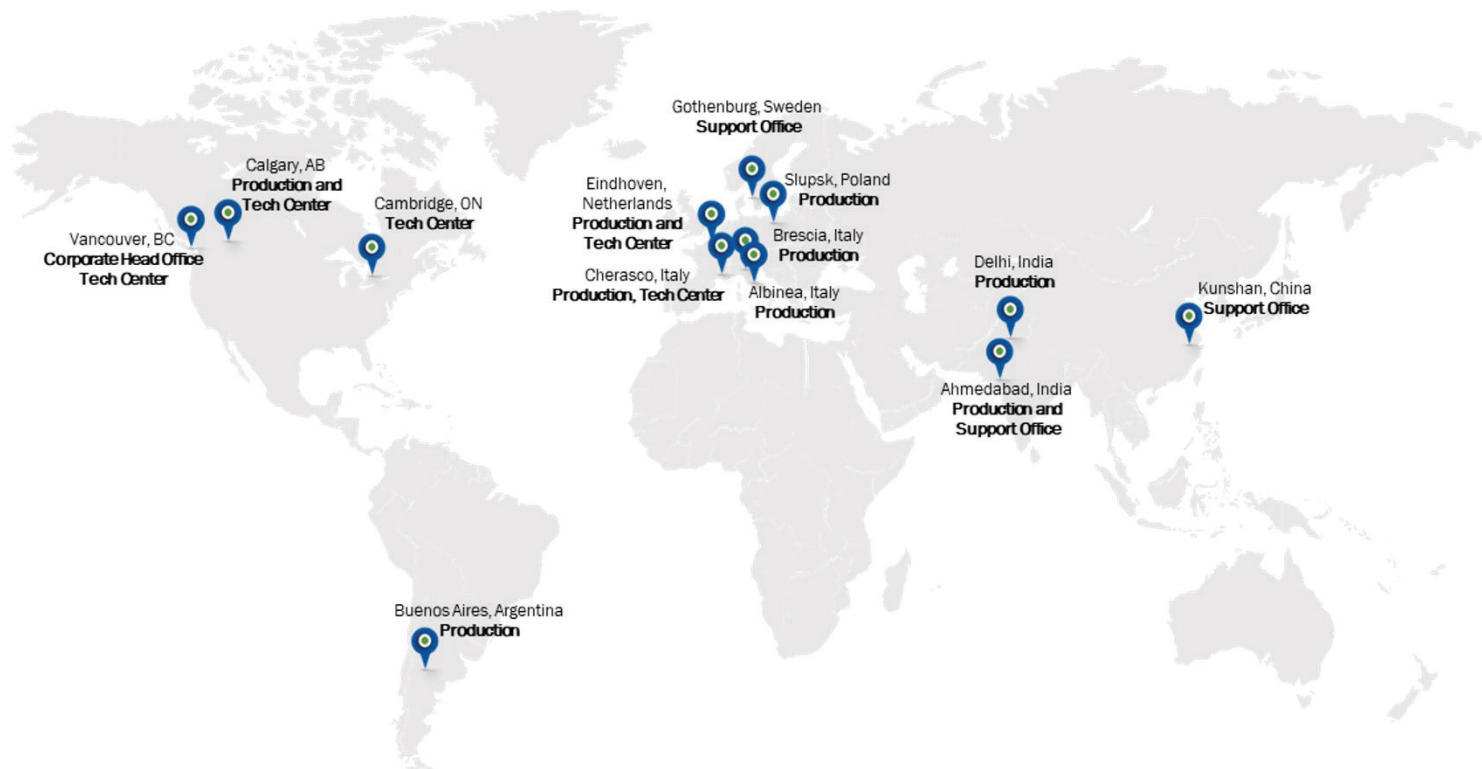 Gothenburg, Sweden
Support Office
Calgary, AB
Production and
Tech Center
Eindhoven,
Netherlands
Production and
Tech Center
Slupsk, Poland
Production
Cambridge, ON
Tech Center
Vancouver, BC
Corporate Head Office
Tech Center
Brescia, Italy
Production
Cherasco, Italy
Production, Tech Center
Albinea, Italy
Production
Delhi, India
Production
Kunshan, China
Support Office
Ahmedabad, India
Production and
Support Office
Buenos Aires, Argentina
Production